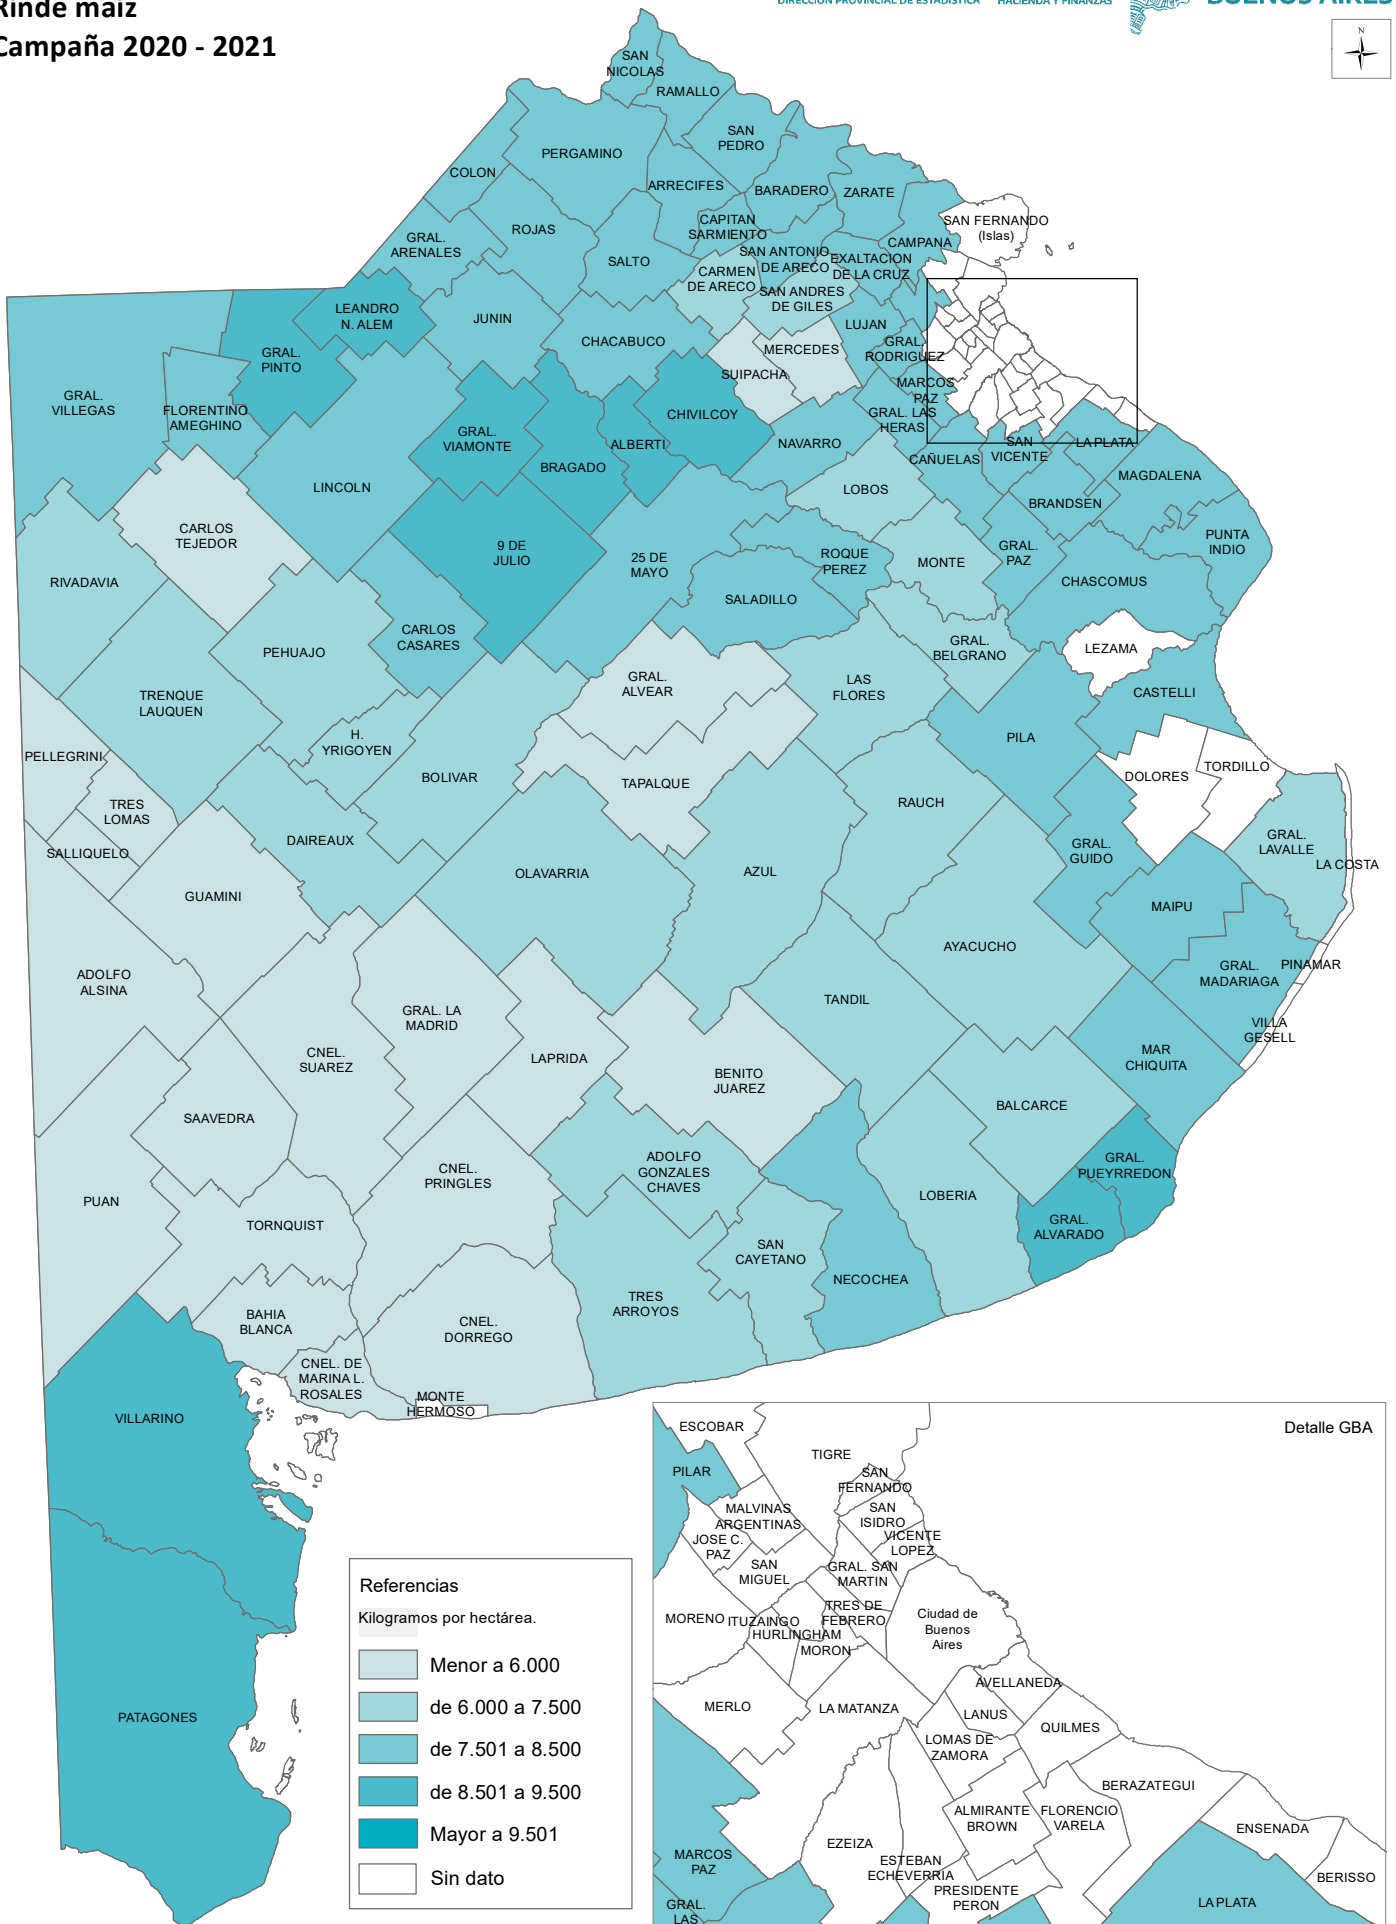 Rinde maíz
Campaña 2020 - 2021
DIRECCIÓN PROVINCIAL DE ESTADÍSTICA
HACIENDA Y FINANZAS
BUENOS AIRES
N
SAN
NICOLAS
RAMALLO
SAN
PEDRO
PERGAMINO
COLON
ARRECIFES
BARADERO
ZARATE
CAPITAN
SARMIENTO
ROJAS
GRAL.
ARENALES
SALTO
SAN ANTONIO
DE ARECO
EXALTACION
DE LA CRUZ
CAMPANA
SAN FERNANDO
(Islas)
CARMEN
DE ARECO
SAN ANDRES
DE GILES
LEANDRO
N. ALEM
JUNIN
CHACABUCO
MERCEDES
LUJAN
GRAL.
RODRIGUEZ
GRAL.
PINTO
SUIPACHA
MARCOS
PAZ
GRAL.
VILLEGAS
FLORENTINO
AMEGHINO
GRAL.
VIAMONTE
BRAGADO
ALBERTI
CHIVILCOY
NAVARRO
GRAL. LAS
HERAS
CAÑUELAS
SAN
VICENTE
LA PLATA
LINCOLN
LOBOS
BRANDSEN
MAGDALENA
CARLOS
TEJEDOR
9 DE
JULIO
25 DE
MAYO
ROQUE
PEREZ
MONTE
GRAL.
PAZ
PUNTA
INDIO
RIVADAVIA
SALADILLO
CHASCOMUS
PEHUAJO
CARLOS
CASARES
GRAL.
BELGRANO
LEZAMA
TRENQUE
LAUQUEN
GRAL.
ALVEAR
LAS
FLORES
CASTELLI
PELLEGRINI
H.
YRIGOYEN
BOLIVAR
PILA
TAPALQUE
DOLORES
TORDILLO
TRES
LOMAS
RAUCH
SALLIQUELO
DAIREAUX
GRAL.
GUIDO
GRAL.
LAVALLE
LA COSTA
GUAMINI
OLAVARRIA
AZUL
MAIPU
ADOLFO
ALSINA
AYACUCHO
GRAL.
MADARIAGA
PINAMAR
GRAL. LA
MADRID
TANDIL
VILLA
GESELL
CNEL.
SUAREZ
LAPRIDA
BENITO
JUAREZ
MAR
CHIQUITA
SAAVEDRA
BALCARCE
ADOLFO
GONZALES
CHAVES
CNEL.
PRINGLES
GRAL.
PUEYRREDON
PUAN
TORNQUIST
LOBERIA
GRAL.
ALVARADO
SAN
CAYETANO
NECOCHEA
TRES
ARROYOS
BAHIA
BLANCA
CNEL.
DORREGO
CNEL. DE
MARINA L.
ROSALES
MONTE
HERMOSO
VILLARINO
PATAGONES
Referencias
Kilogramos por hectárea.
Menor a 6.000
de 6.000 a 7.500
de 7.501 a 8.500
de 8.501 a 9.500
Mayor a 9.501
Sin dato
Detalle GBA
ESCOBAR
TIGRE
PILAR
SAN
FERNANDO
MALVINAS
ARGENTINAS
SAN
ISIDRO
JOSE C.
PAZ
VICENTE
LOPEZ
SAN
MIGUEL
GRAL. SAN
MARTIN
MORENO
ITUZAINGO
HURLINGHAM
TRES DE
FEBRERO
MORON
Ciudad de
Buenos
Aires
MERLO
LA MATANZA
AVELLANEDA
LANUS
QUILMES
LOMAS DE
ZAMORA
BERAZATEGUI
ALMIRANTE
BROWN
FLORENCIO
VARELA
ENSENADA
EZEIZA
ESTEBAN
ECHEVERRIA
MARCOS
PAZ
PRESIDENTE
PERON
BERISSO
LA PLATA
GRAL.
LAS